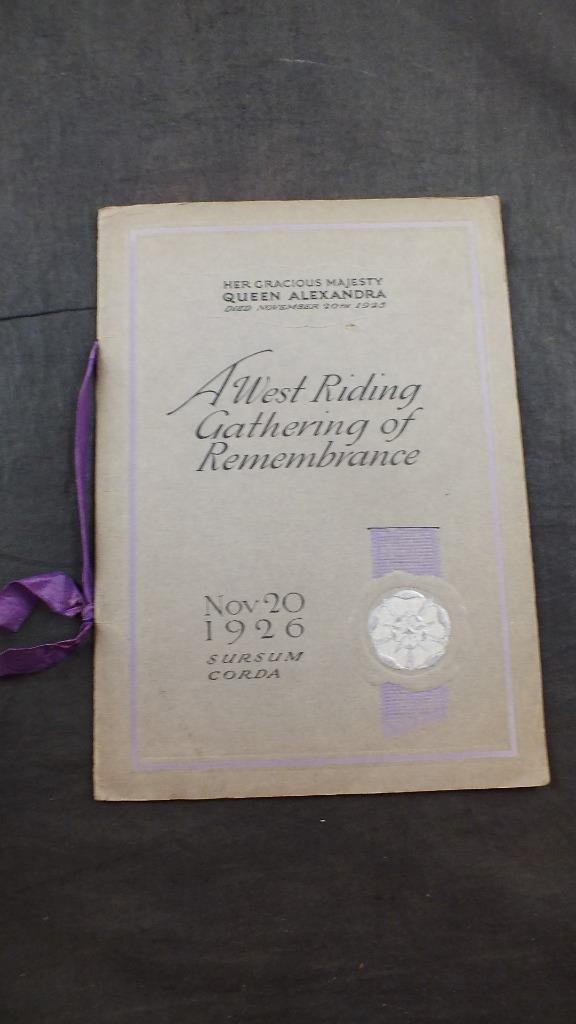 HER GRACIOUS MAJESTY
QUEEN ALEXANDRA
DIED NOVEMBER 20TH 1925
A West Riding
Gathering of
Remembrance
Nov 20
1926
SURSUM
CORDA